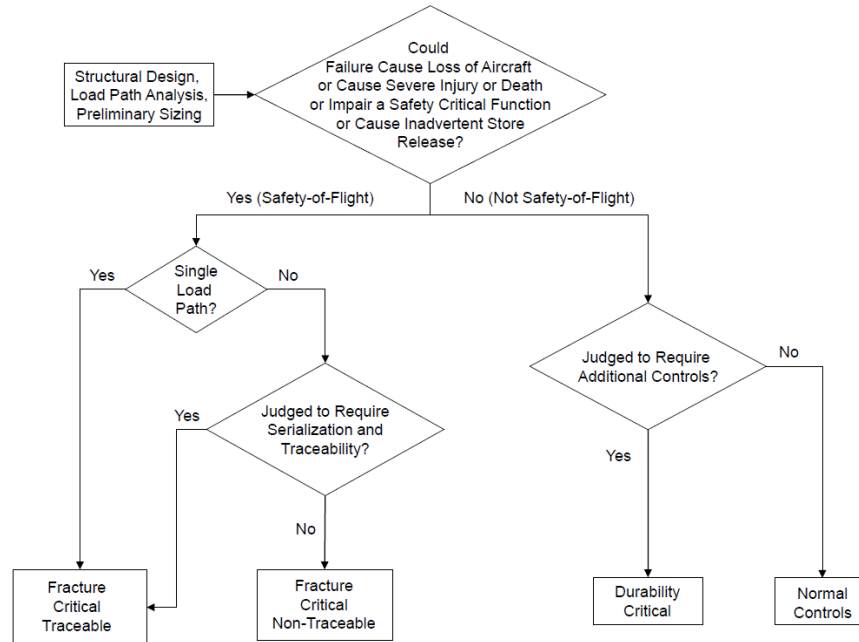 Could
Failure Cause Loss of Aircraft
or Cause Severe Injury or Death
or Impair a Safety Critical Function
or Cause Inadvertent Store
Release?
Structural Design,
Load Path Analysis,
Preliminary Sizing
Yes (Safety-of-Flight)
No (Not Safety-of-Flight)
Yes
Single
Load
Path?
No
Judged to Require
Additional Controls?
No
Yes
Judged to Require
Serialization and
Traceability?
Yes
No
Fracture
Critical
Traceable
Fracture
Critical
Non-Traceable
Durability
Critical
Normal
Controls